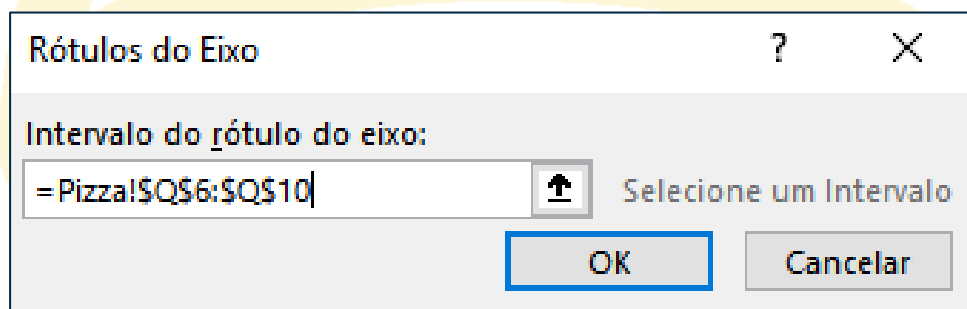 Rótulos do Eixo ? ×
Intervalo do rótulo do eixo:
=Pizza!$Q$6:$Q$10 Selecione um Intervalo
OK Cancelar